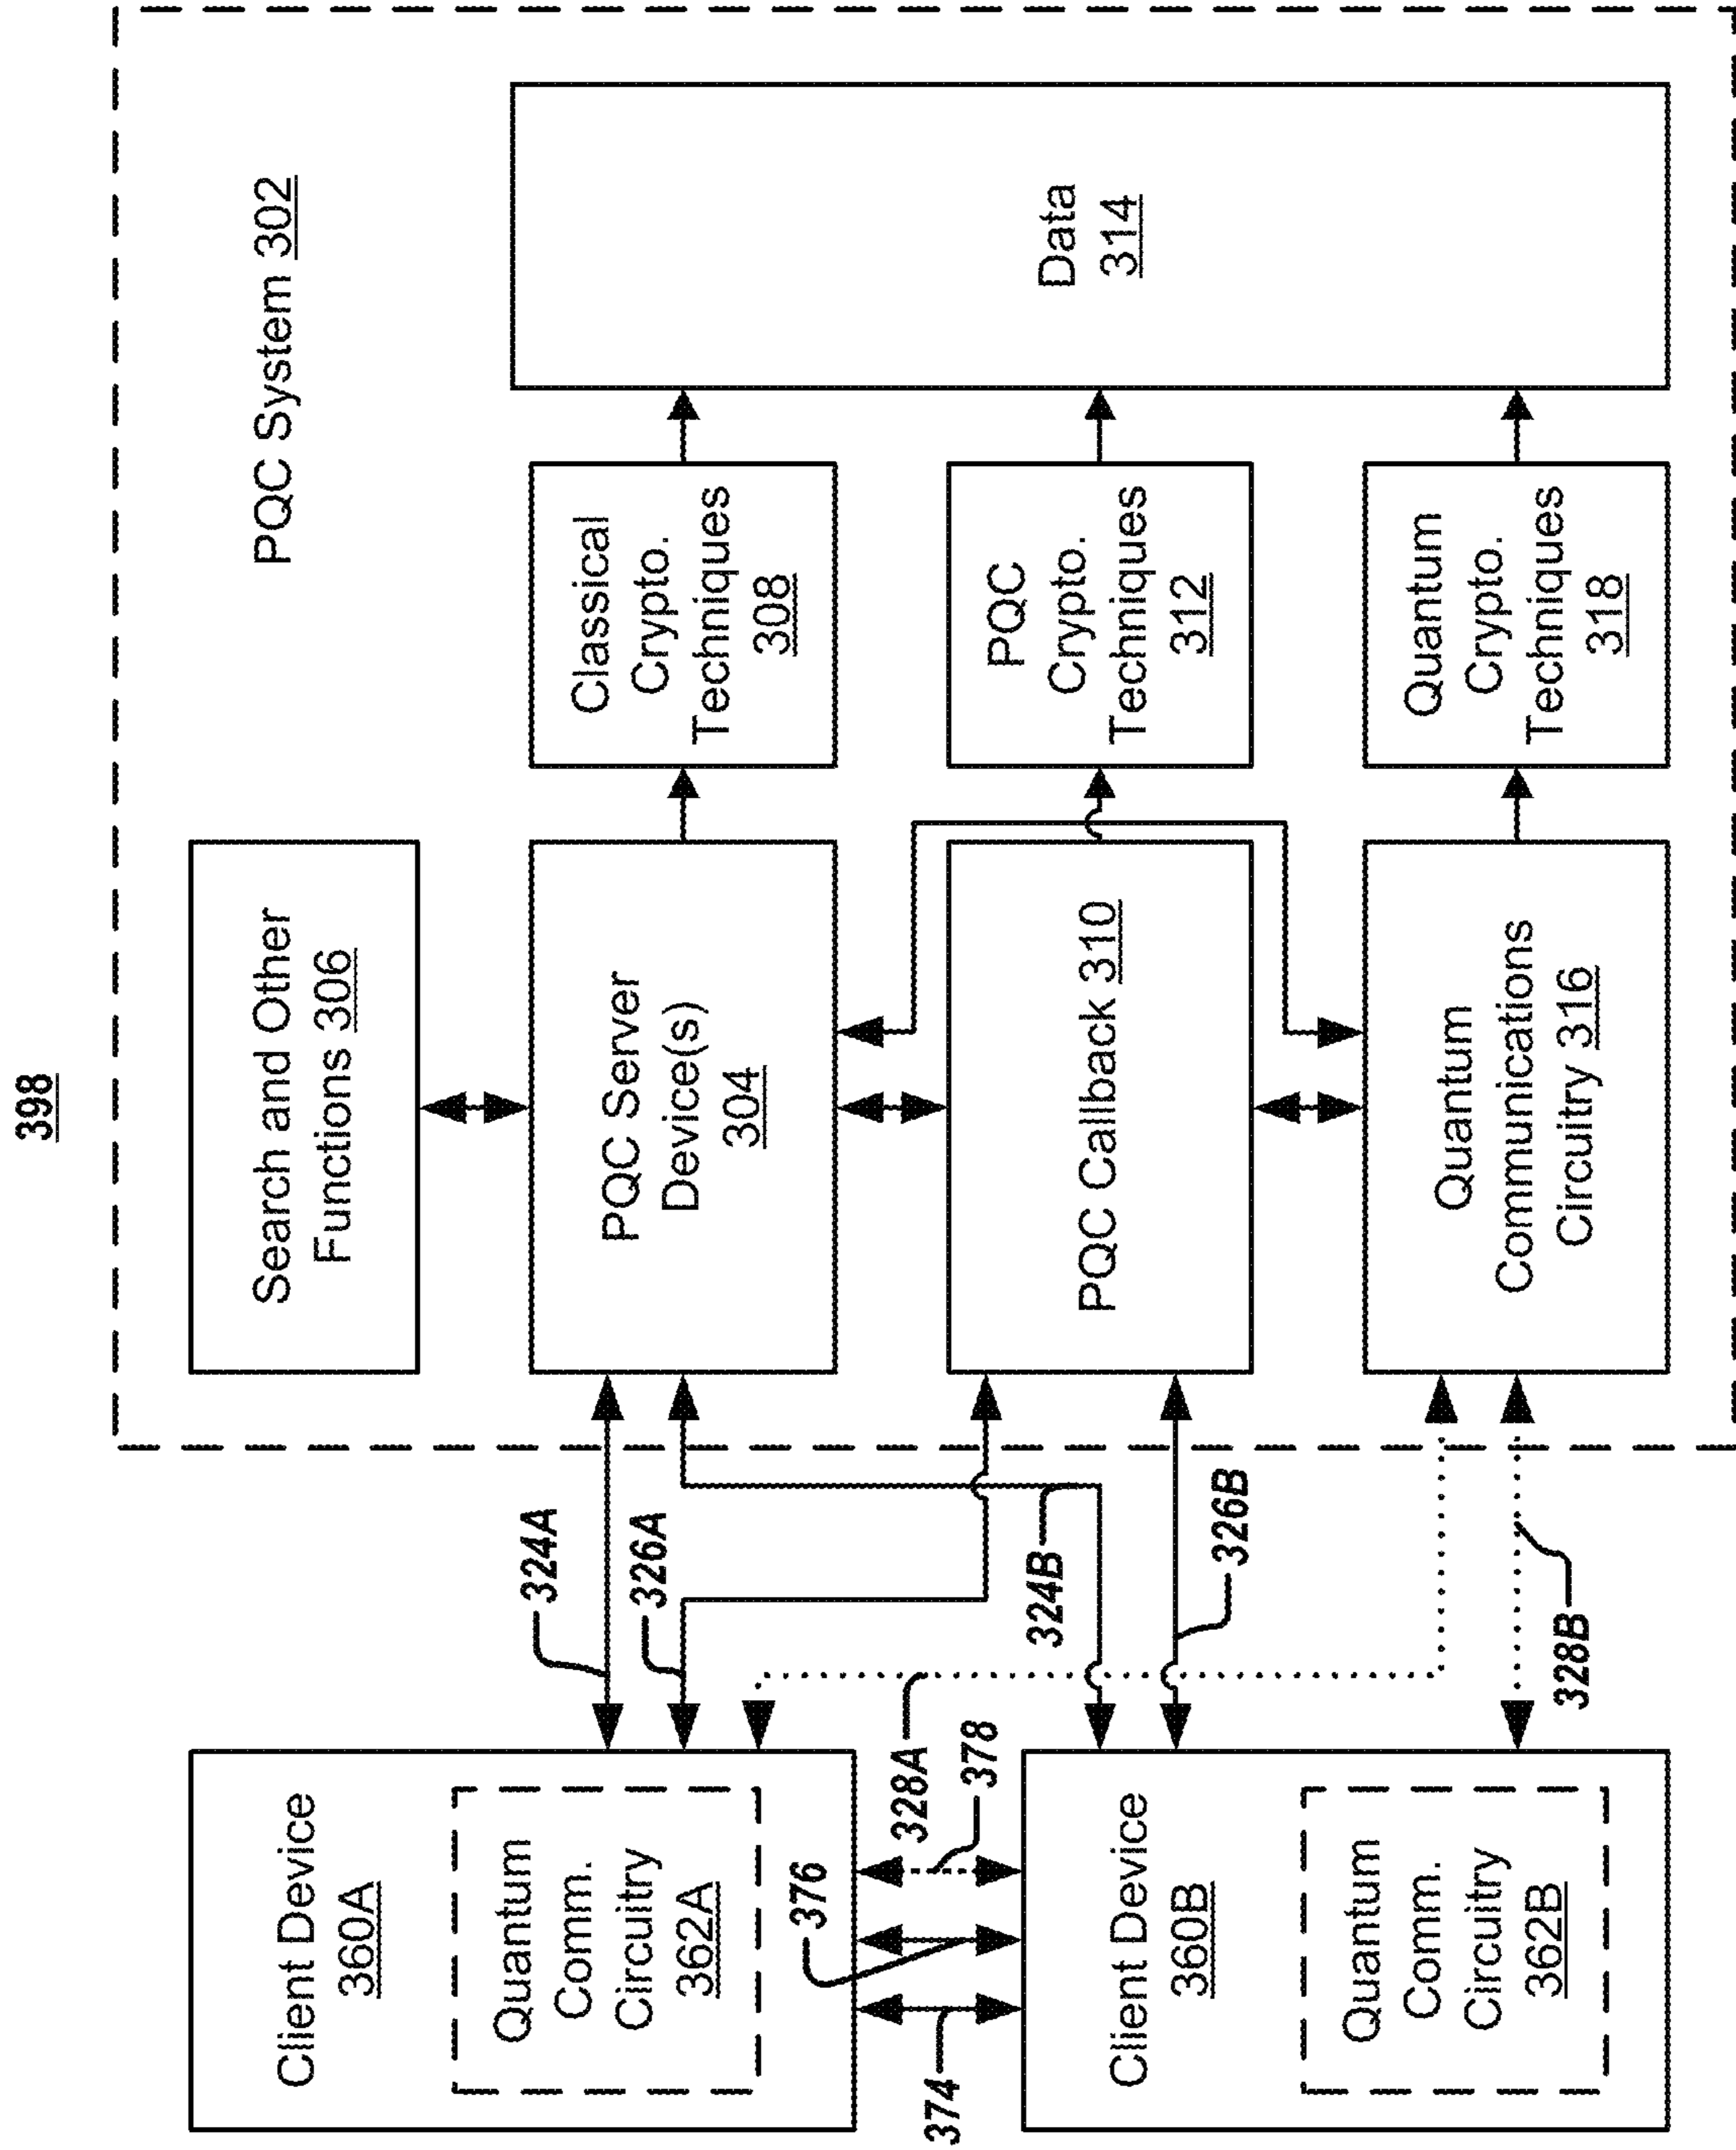 398
PQC System 302
Search and Other
Functions 306
PQC Server
Device(s)
304
Classical
Crypto.
Techniques
308
PQC Callback 310
PQC
Crypto.
Techniques
312
Data
314
Quantum
Communications
Circuitry 316
Quantum
Crypto.
Techniques
318
Client Device
360A
Quantum
Comm.
Circuitry
362A
324A
326A
324B
326B
328A
328B
374
376
378
Client Device
360B
Quantum
Comm.
Circuitry
362B